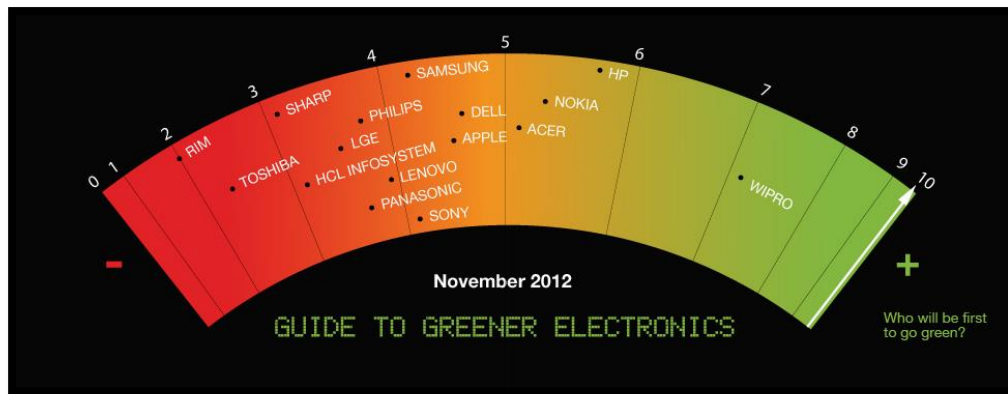 0
1
2
3
4
5
6
7
8
9
10
RIM
TOSHIBA
SHARP
PHILIPS
LGE
HCL INFOSYSTEM
LENOVO
PANASONIC
SONY
SAMSUNG
DELL
APPLE
HP
NOKIA
ACER
WIPRO
-
+
November 2012
GUIDE TO GREENER ELECTRONICS
Who will be first
to go green?